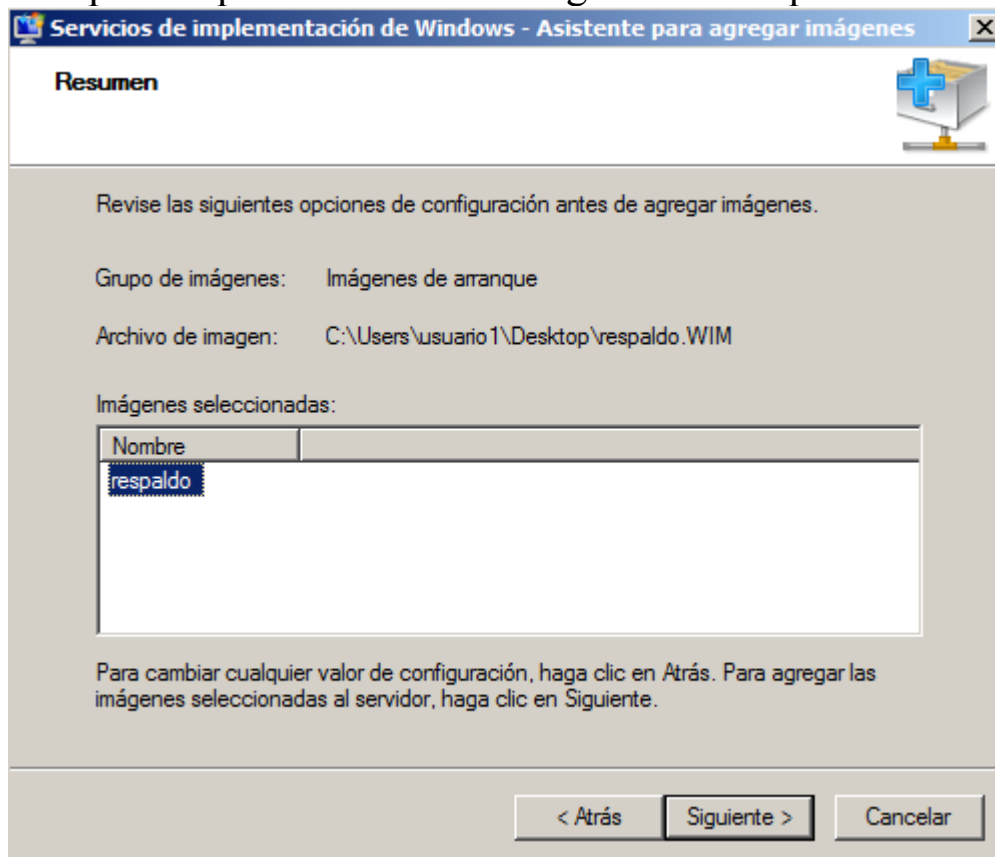 Servicios de implementación de Windows - Asistente para agregar imágenes
Resumen
Revise las siguientes opciones de configuración antes de agregar imágenes.
Grupo de imágenes: Imágenes de arranque
Archivo de imagen: C:\Users\usuario1\Desktop\respaldo.WIM
Imágenes seleccionadas:
Nombre
respaldo
Para cambiar cualquier valor de configuración, haga clic en Atrás. Para agregar las
imágenes seleccionadas al servidor, haga clic en Siguiente.
< Atrás Siguiente > Cancelar